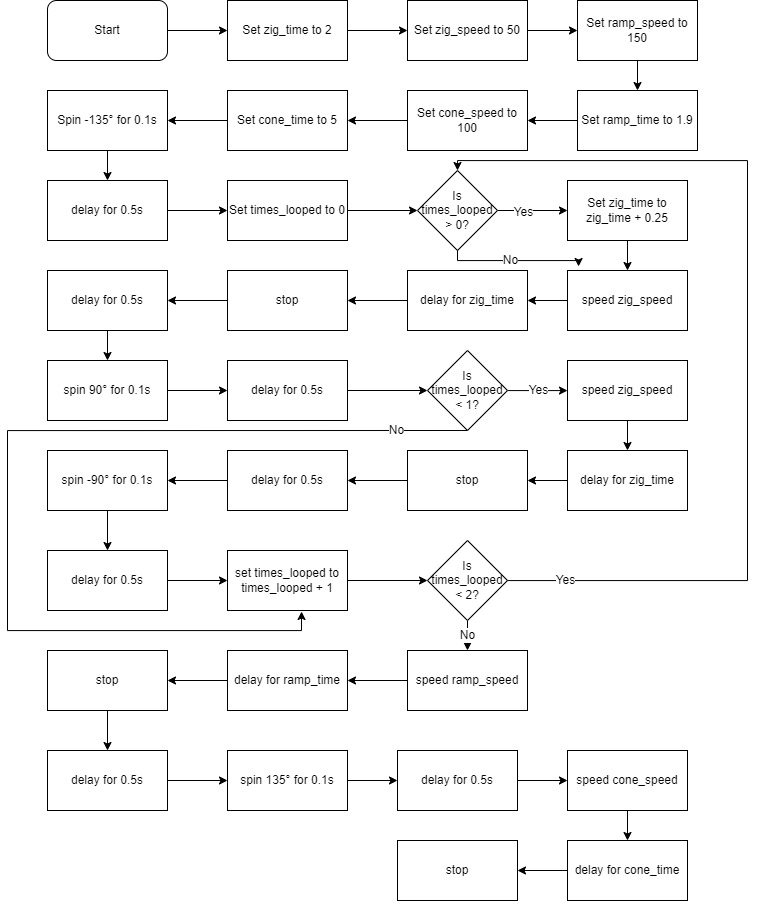 Start
Set zig_time to 2
Set zig_speed to 50
Set ramp_speed to
150
Spin -135° for 0.1s
Set cone_time to 5
Set cone_speed to
100
Set ramp_time to 1.9
delay for 0.5s
Set times_looped to 0
Is
times_looped
> 0?
Yes
Set zig_time to
zig_time + 0.25
No
delay for 0.5s
stop
delay for zig_time
speed zig_speed
spin 90° for 0.1s
delay for 0.5s
Is
times_looped
< 1?
Yes
speed zig_speed
No
spin -90° for 0.1s
delay for 0.5s
stop
delay for zig_time
delay for 0.5s
set times_looped to
times_looped + 1
Is
times_looped
< 2?
Yes
No
stop
delay for ramp_time
speed ramp_speed
delay for 0.5s
spin 135° for 0.1s
delay for 0.5s
speed cone_speed
stop
delay for cone_time